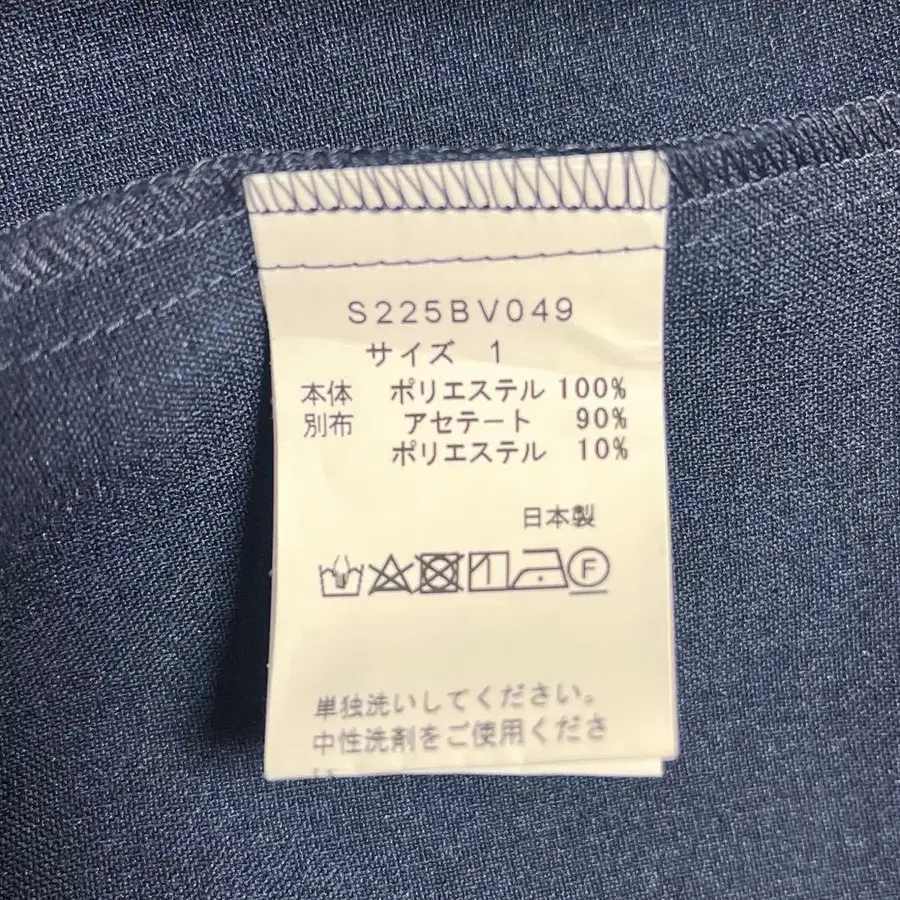 S225BV049
サイズ 1
本体 ポリエステル 100%
別布 アセテート 90%
ポリエステル 10%
日本製
F
単独洗いしてください。
中性洗剤をご使用くださ